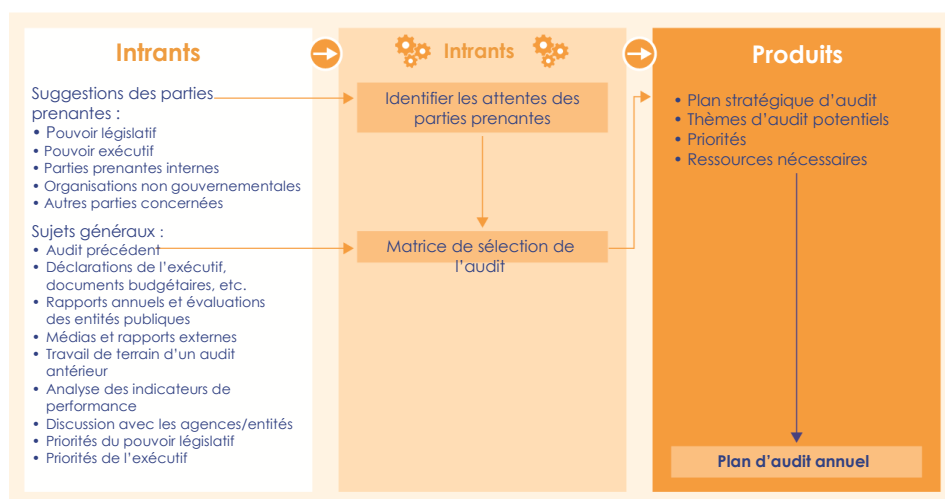 Intrants
Suggestions des parties
prenantes :
• Pouvoir législatif
• Pouvoir exécutif
• Parties prenantes internes
• Organisations non gouvernementales
• Autres parties concernées
Sujets généraux :
• Audit précédent
• Déclarations de l’exécutif,
documents budgétaires, etc.
• Rapports annuels et évaluations
des entités publiques
• Médias et rapports externes
• Travail de terrain d’un audit
antérieur
• Analyse des indicateurs de
performance
• Discussion avec les agences/entités
• Priorités du pouvoir législatif
• Priorités de l’exécutif
Intrants
Identifier les attentes des
parties prenantes
Matrice de sélection de
l’audit
Produits
• Plan stratégique d’audit
• Thèmes d’audit potentiels
• Priorités
• Ressources nécessaires
Plan d’audit annuel